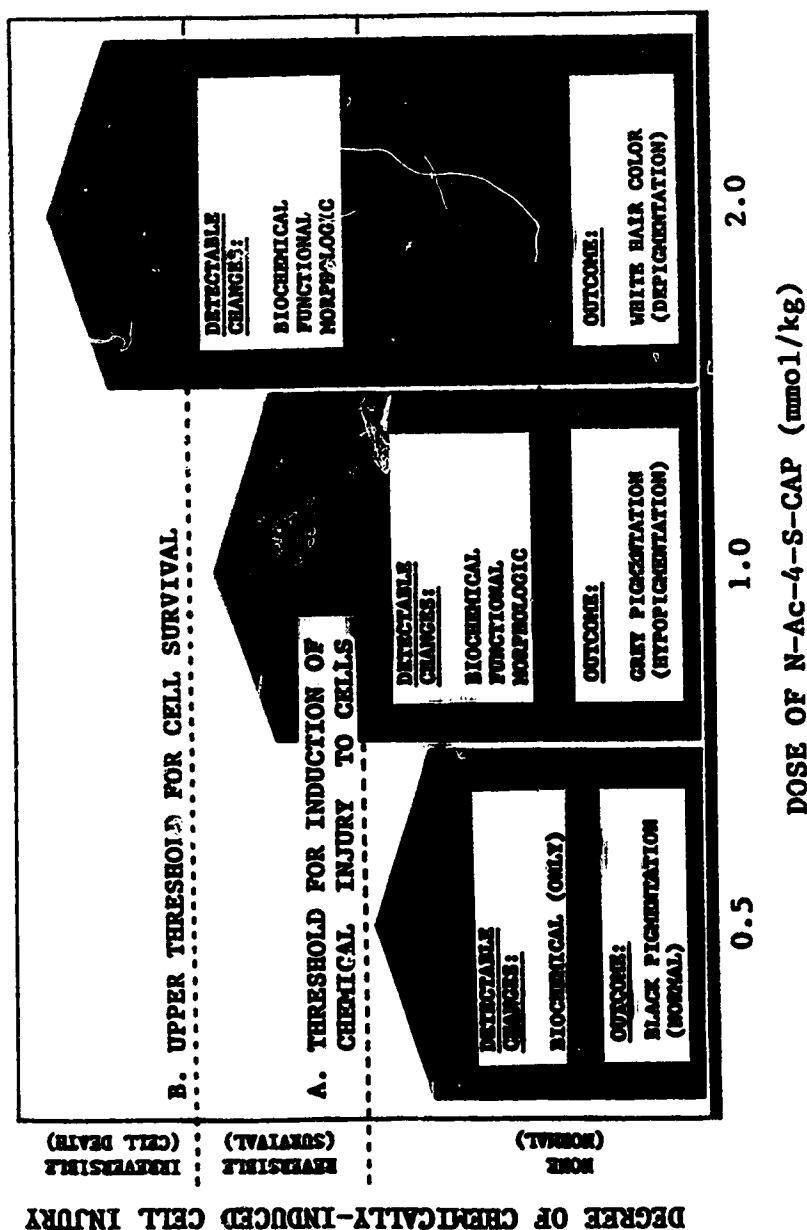 DEGREE OF CHEMICALLY-INDUCED CELL INJURY
IRREVERSIBLE
(CELL DEATH)
REVERSIBLE
(SURVIVAL)
NONE
(NORMAL)
B. UPPER THRESHOLD FOR CELL SURVIVAL
A. THRESHOLD FOR INDUCTION OF
CHEMICAL INJURY TO CELLS
DETECTABLE
CHANGES:
BIOCHEMICAL (ONLY)
OUTCOME:
BLACK PIGMENTATION
(NORMAL)
DETECTABLE
CHANGES:
BIOCHEMICAL
FUNCTIONAL
MORPHOLOGIC
OUTCOME:
GREY PIGMENTATION
(HYPOPIGMENTATION)
DETECTABLE
CHANGES:
BIOCHEMICAL
FUNCTIONAL
MORPHOLOGIC
OUTCOME:
WHITE HAIR COLOR
(DEPIGMENTATION)
0.5
1.0
2.0
DOSE OF N-Ac-4-S-CAP (mmol/kg)